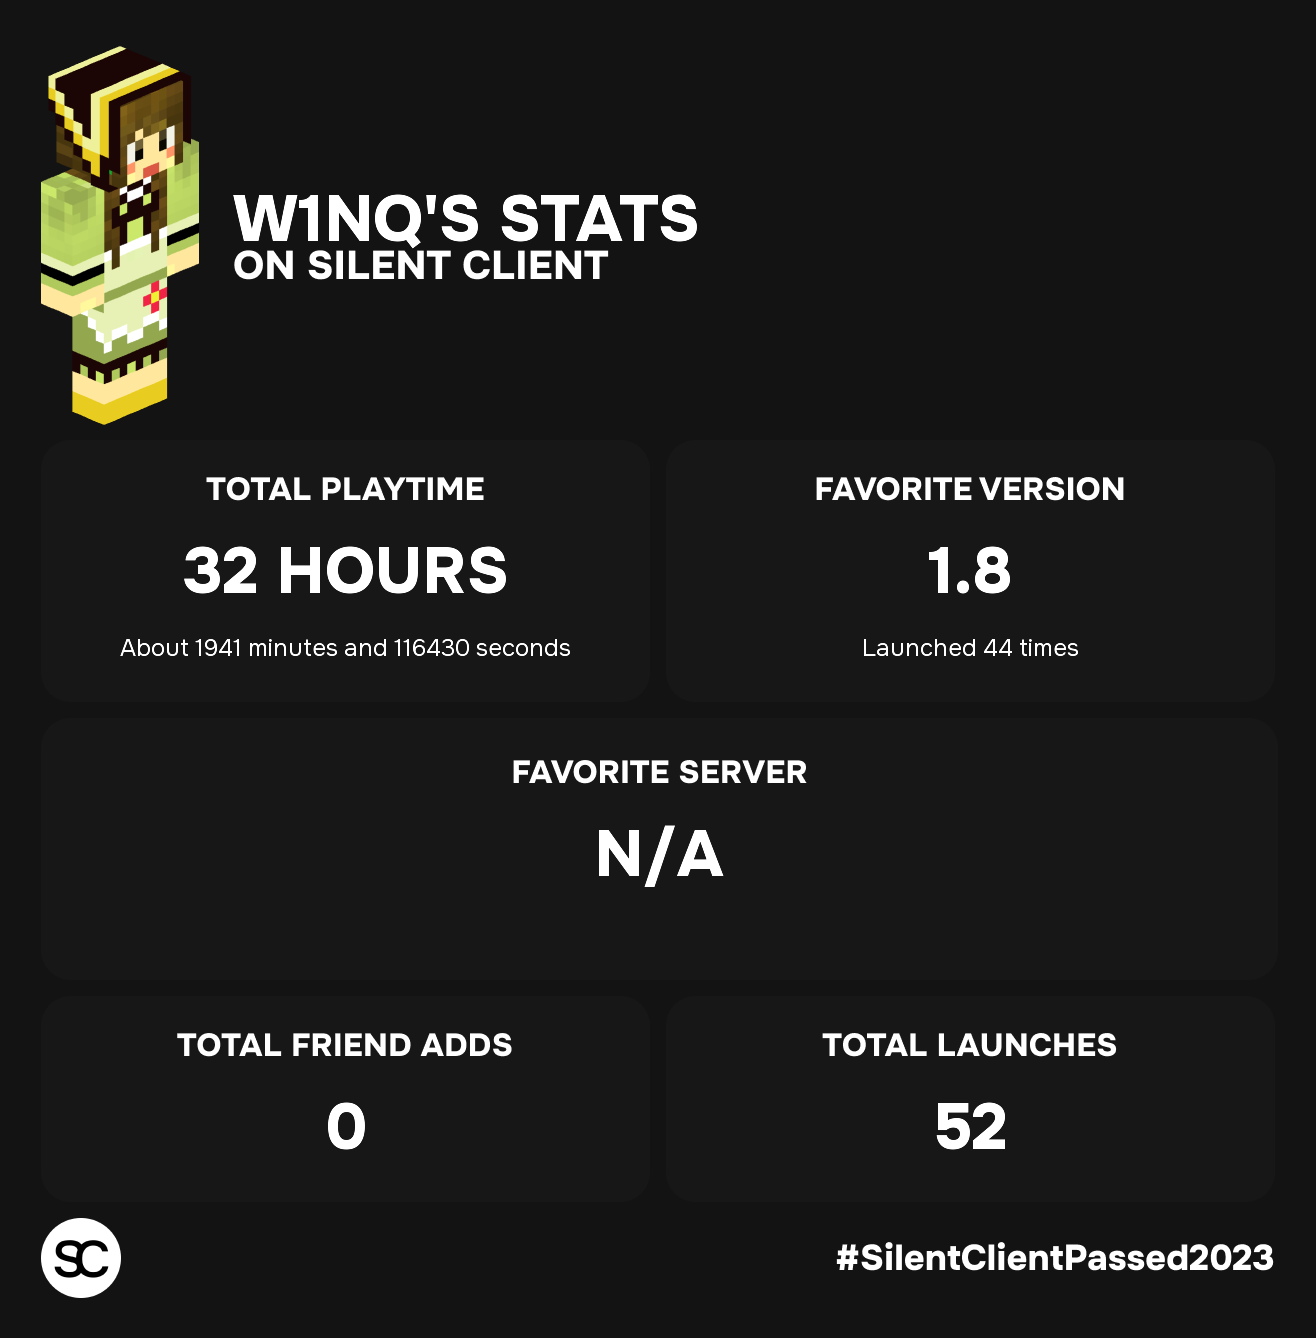 W1NQ'S STATS
ON SILENT CLIENT
TOTAL PLAYTIME
32 HOURS
About 1941 minutes and 116430 seconds
FAVORITE VERSION
1.8
Launched 44 times
FAVORITE SERVER
N/A
TOTAL FRIEND ADDS
0
TOTAL LAUNCHES
52
SC
#SilentClientPassed2023